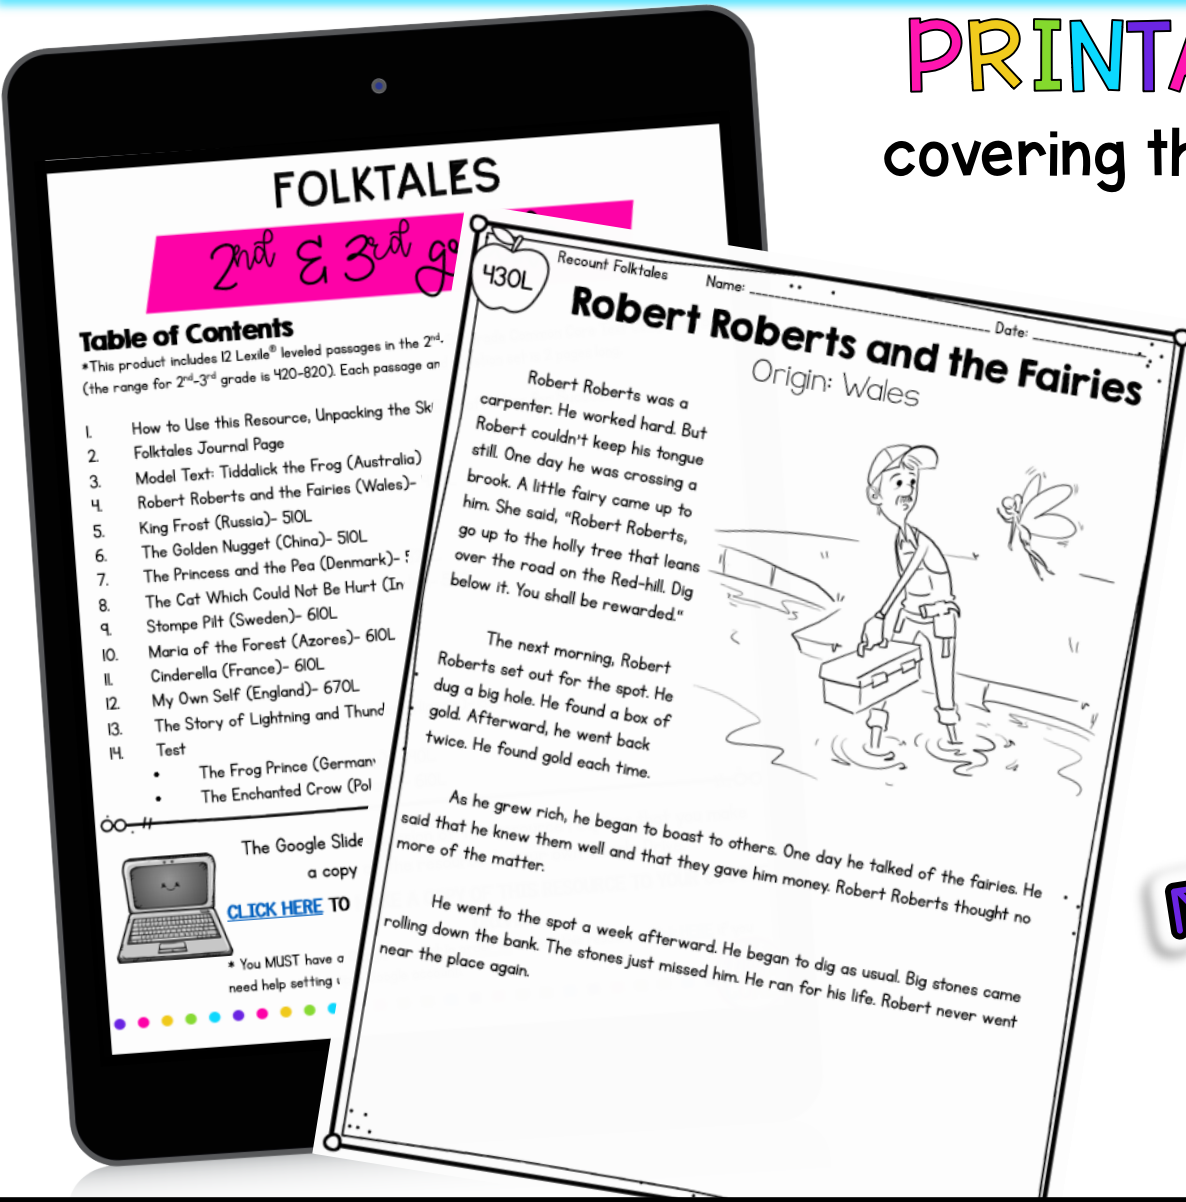 covering
FOLKTALES
2nd & 3rd
Table of Contents
*This product includes 12 Lexile® leveled passages in the 2nd-
(the range for 2nd-3rd grade is 420-820). Each passage
1. How to Use this Resource, Unpacking the
2. Folktales Journal Page
3. Model Text: Tiddalick the Frog (Australia)
4. Robert Roberts and the Fairies (Wales)-
5. King Frost (Russia)- 510L
6. The Golden Nugget (China)- 510L
7. The Princess and the Pea (Denmark)-
8. The Cat Which Could Not Be Hurt
9. Stompe Pilt (Sweden)- 610L
10. Maria of the Forest (Azores)- 610L
11. Cinderella (France)- 610L
12. My Own Self (England)- 670L
13. The Story of Lightning and
14. Test
• The Frog Prince
• The Enchanted Crow
The Google
a copy
CLICK HERE TO
* You MUST have a
need help setting
430L
Recount Folktales Name: Date:
Robert Roberts and the Fairies
Origin: Wales
Robert Roberts was a
carpenter. He worked hard. But
Robert couldn't keep his tongue
still. One day he was crossing a
brook. A little fairy came up to
him. She said, "Robert Roberts,
go up to the holly tree that leans
over the road on the Red-hill. Dig
below it. You shall be rewarded."
The next morning, Robert
Roberts set out for the spot. He
dug a big hole. He found a box of
gold. Afterward, he went back
twice. He found gold each time.
As he grew rich, he began to boast to others. One day he talked of the fairies. He
said that he knew them well and that they gave him money. Robert Roberts thought no
more of the matter.
He went to the spot a week afterward. He began to dig as usual. Big stones came
rolling down the bank. The stones just missed him. He ran for his life. Robert never went
near the place again.